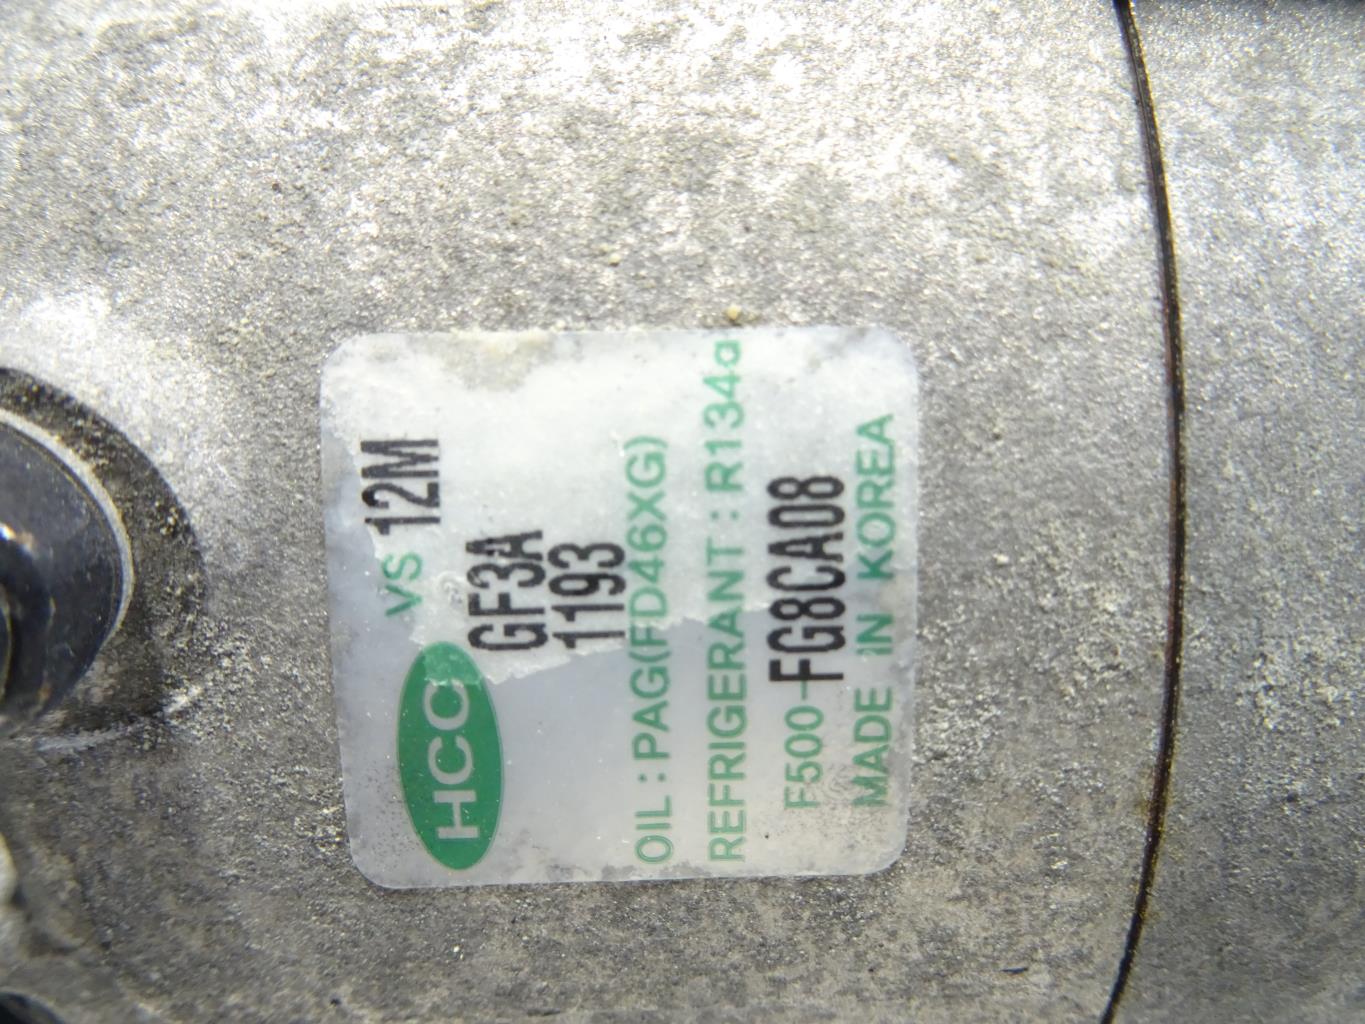 HCC VS 12M
GF3A
1193
OIL : PAG(FD46XG)
REFRIGERANT : R134a
F500-FG8CA08
MADE IN KOREA